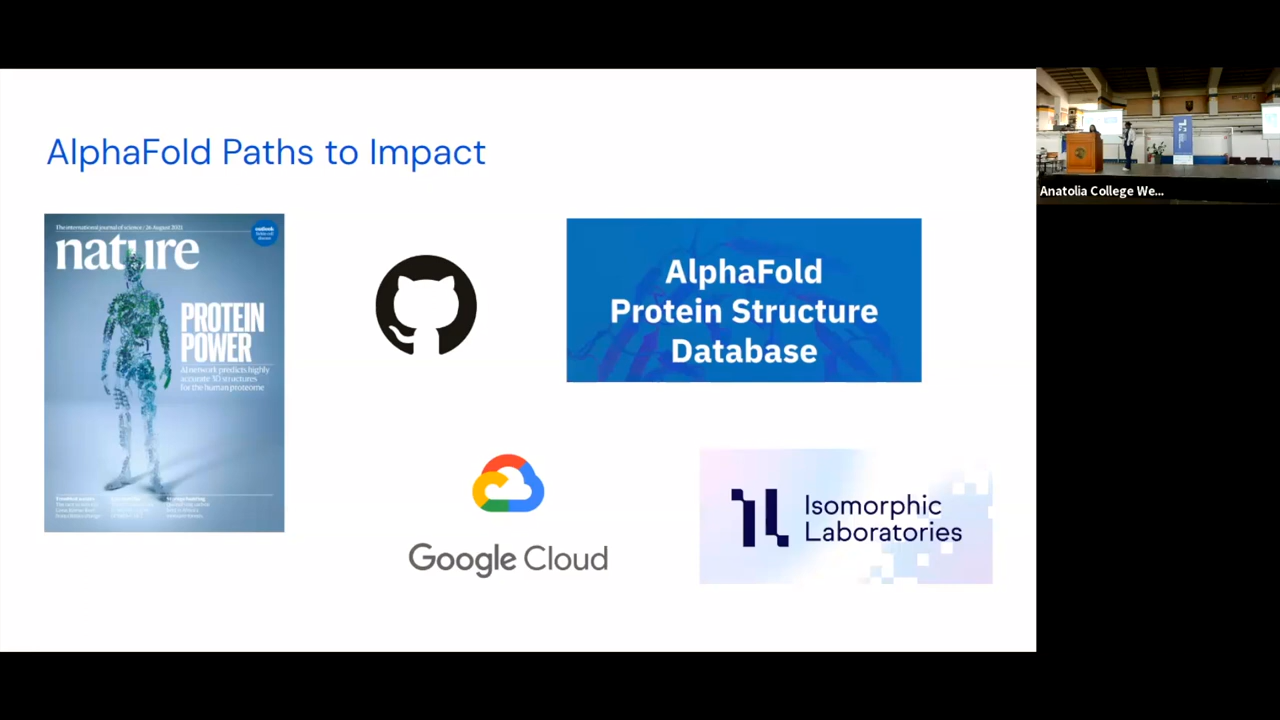 AlphaFold Paths to Impact
The international journal of science / 26 August 2021
nature
outlook
PROTEIN
POWER
AI network predicts highly
accurate 3D structures
for the human proteome
AlphaFold
Protein Structure
Database
Google Cloud
Isomorphic
Laboratories
Anatolia College We...